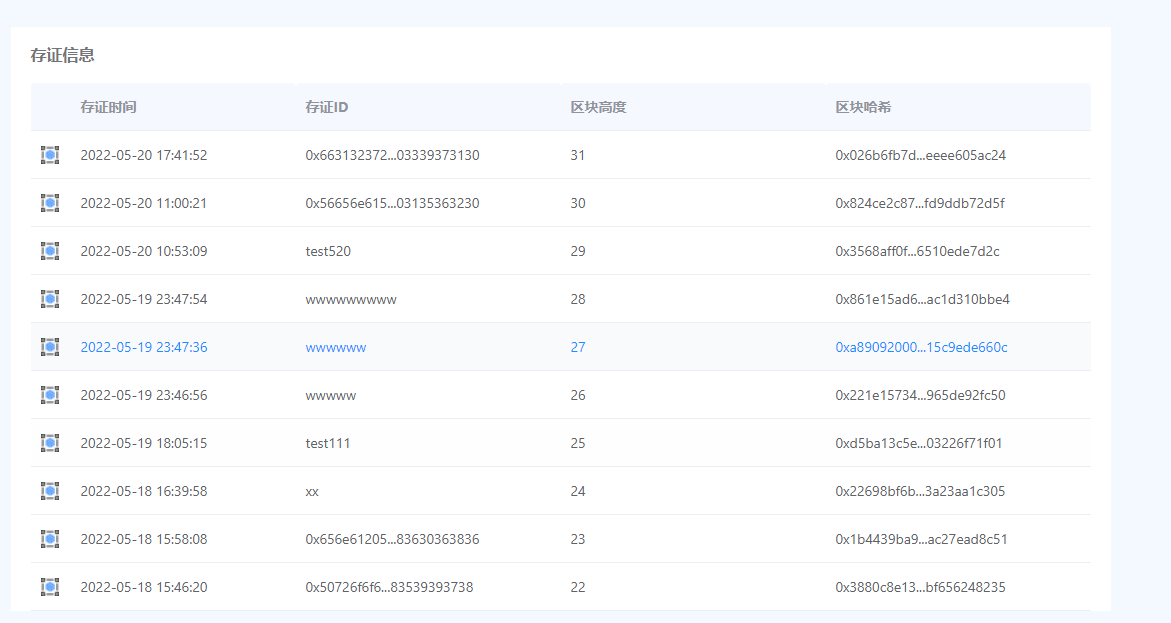 存证信息
存证时间 存证ID 区块高度 区块哈希
2022-05-20 17:41:52 0x663132372...03339373130 31 0x026b6fb7d...eeee605ac24
2022-05-20 11:00:21 0x56656e615...03135363230 30 0x824ce2c87...fd9ddb72d5f
2022-05-20 10:53:09 test520 29 0x3568aff0f...6510ede7d2c
2022-05-19 23:47:54 wwwwwwwww 28 0x861e15ad6...ac1d310bbe4
2022-05-19 23:47:36 wwwwww 27 0xa89092000...15c9ede660c
2022-05-19 23:46:56 wwwww 26 0x221e15734...965de92fc50
2022-05-19 18:05:15 test111 25 0xd5ba13c5e...03226f71f01
2022-05-18 16:39:58 xx 24 0x22698bf6b...3a23aa1c305
2022-05-18 15:58:08 0x656e61205...83630363836 23 0x1b4439ba9...ac27ead8c51
2022-05-18 15:46:20 0x50726f6f6...83539393738 22 0x3880c8e13...bf656248235